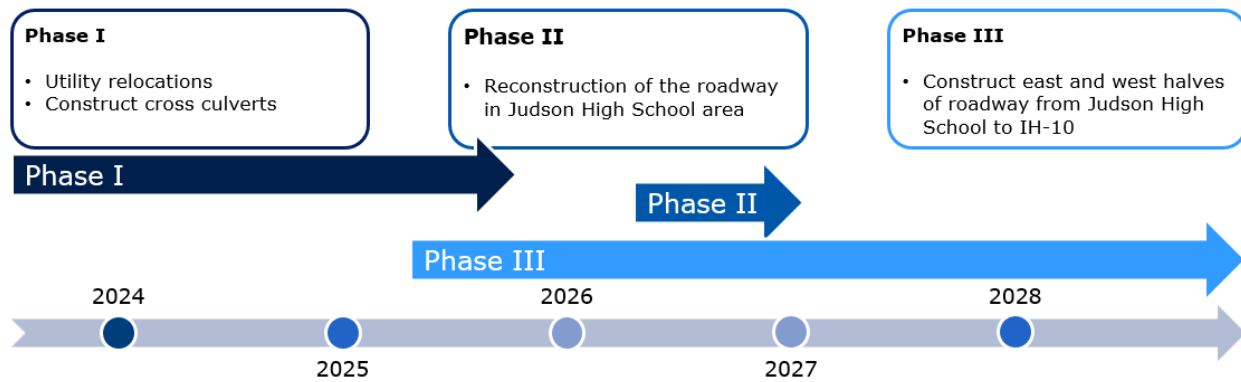 Phase I
• Utility relocations
• Construct cross culverts
Phase II
• Reconstruction of the roadway
in Judson High School area
Phase III
• Construct east and west halves
of roadway from Judson High
School to IH-10
Phase I
Phase II
Phase III
2024
2026
2028
2025
2027